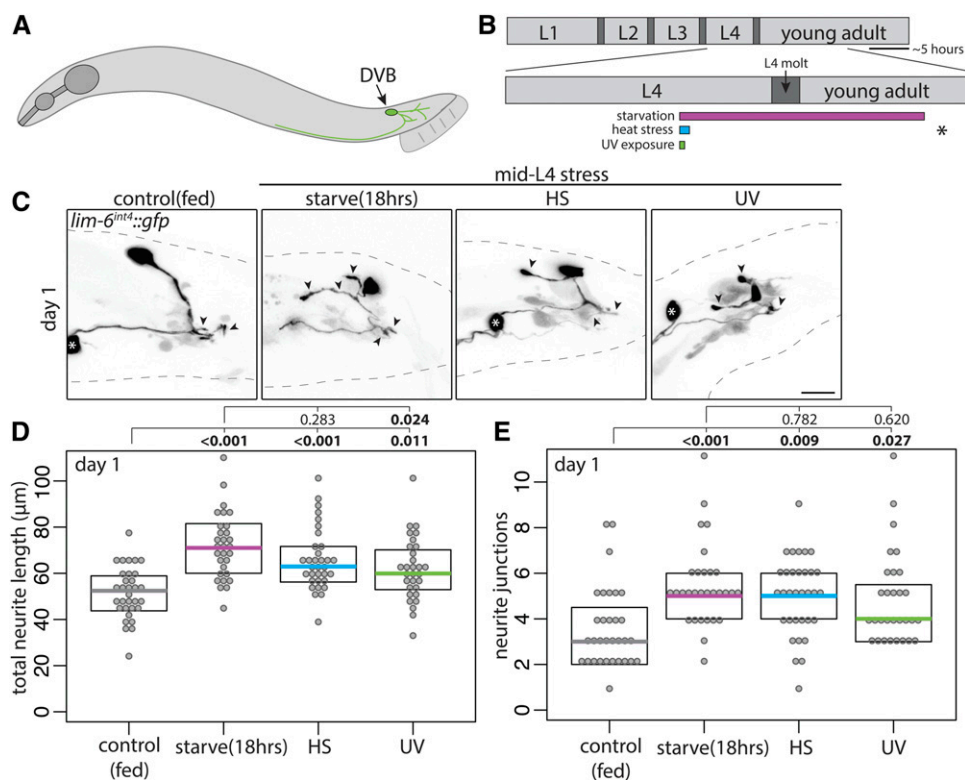 A
DVB
B
L1 L2 L3 L4 young adult
~5 hours
L4 molt
L4 young adult
starvation
heat stress
UV exposure
*
mid-L4 stress
C control(fed) starve(18hrs) HS UV
lim-6int4::gfp
day 1
* * *
0.283 0.024
D <0.001 <0.001 0.011
day 1
total neurite length (µm)
100
80
60
40
20
0
control (fed) starve(18hrs) HS UV
0.782 0.620
E <0.001 0.009 0.027
day 1
neurite junctions
10
8
6
4
2
0
control (fed) starve(18hrs) HS UV